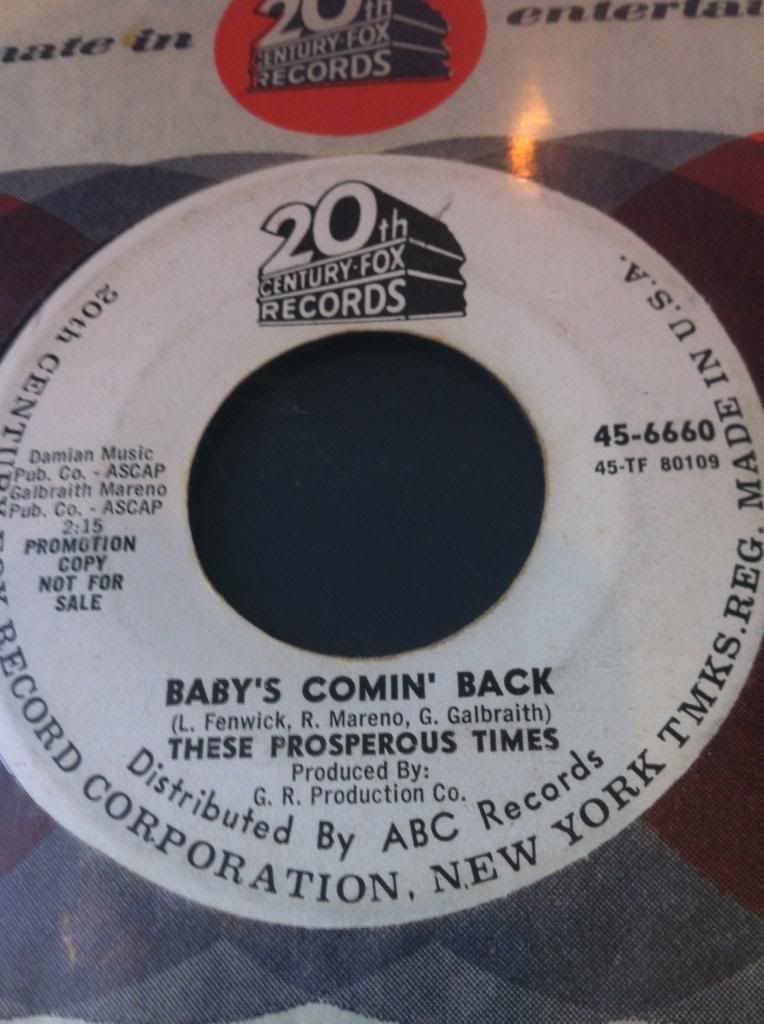 20th
CENTURY-FOX
RECORDS
in
20th
CENTURY-FOX
RECORDS
45-6660
45-TF 80109
Damian Music
Pub. Co. - ASCAP
Galbraith Mareno
Pub. Co. - ASCAP
2:15
PROMOTION
COPY
NOT FOR
SALE
BABY'S COMIN' BACK
(L. Fenwick, R. Mareno, G. Galbraith)
THESE PROSPEROUS TIMES
Produced By:
G. R. Production Co.
Distributed By ABC Records
20th CENTURY FOX RECORD CORPORATION, NEW YORK TMKS.REG. MADE IN U.S.A.